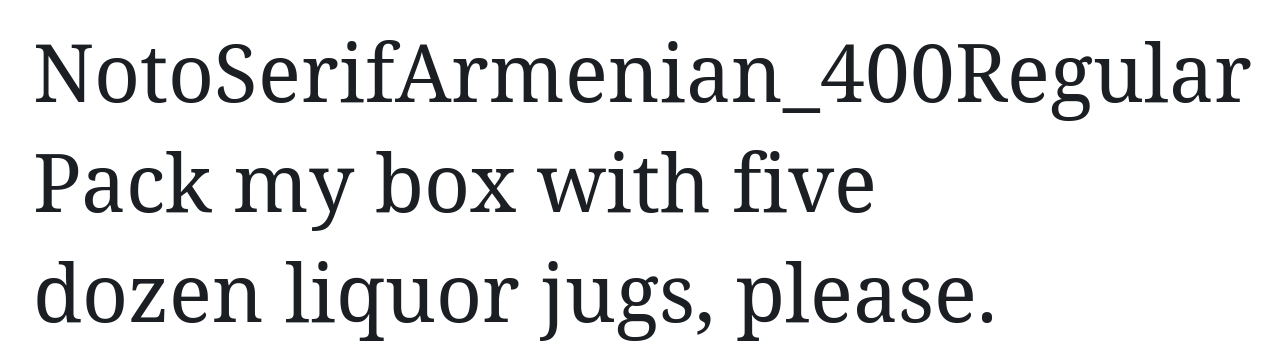 NotoSerifArmenian_400Regular
Pack my box with five
dozen liquor jugs, please.